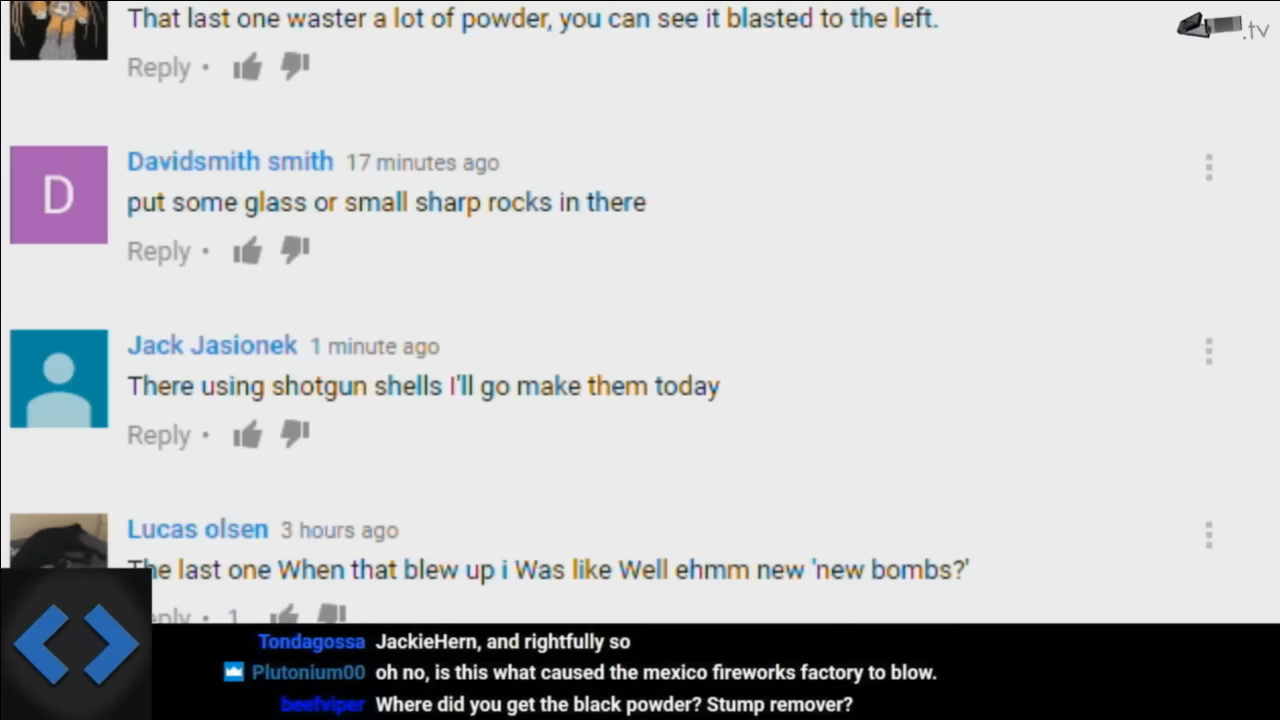 That last one waster a lot of powder, you can see it blasted to the left.
.tv
Reply •
D
Davidsmith smith 17 minutes ago
put some glass or small sharp rocks in there
Reply •
Jack Jasionek 1 minute ago
There using shotgun shells I'll go make them today
Reply •
Lucas olsen 3 hours ago
The last one When that blew up i Was like Well ehmm new 'new bombs?'
eply • 1
Tondagossa JackieHern, and rightfully so
Plutonium00 oh no, is this what caused the mexico fireworks factory to blow.
beefviper Where did you get the black powder? Stump remover?